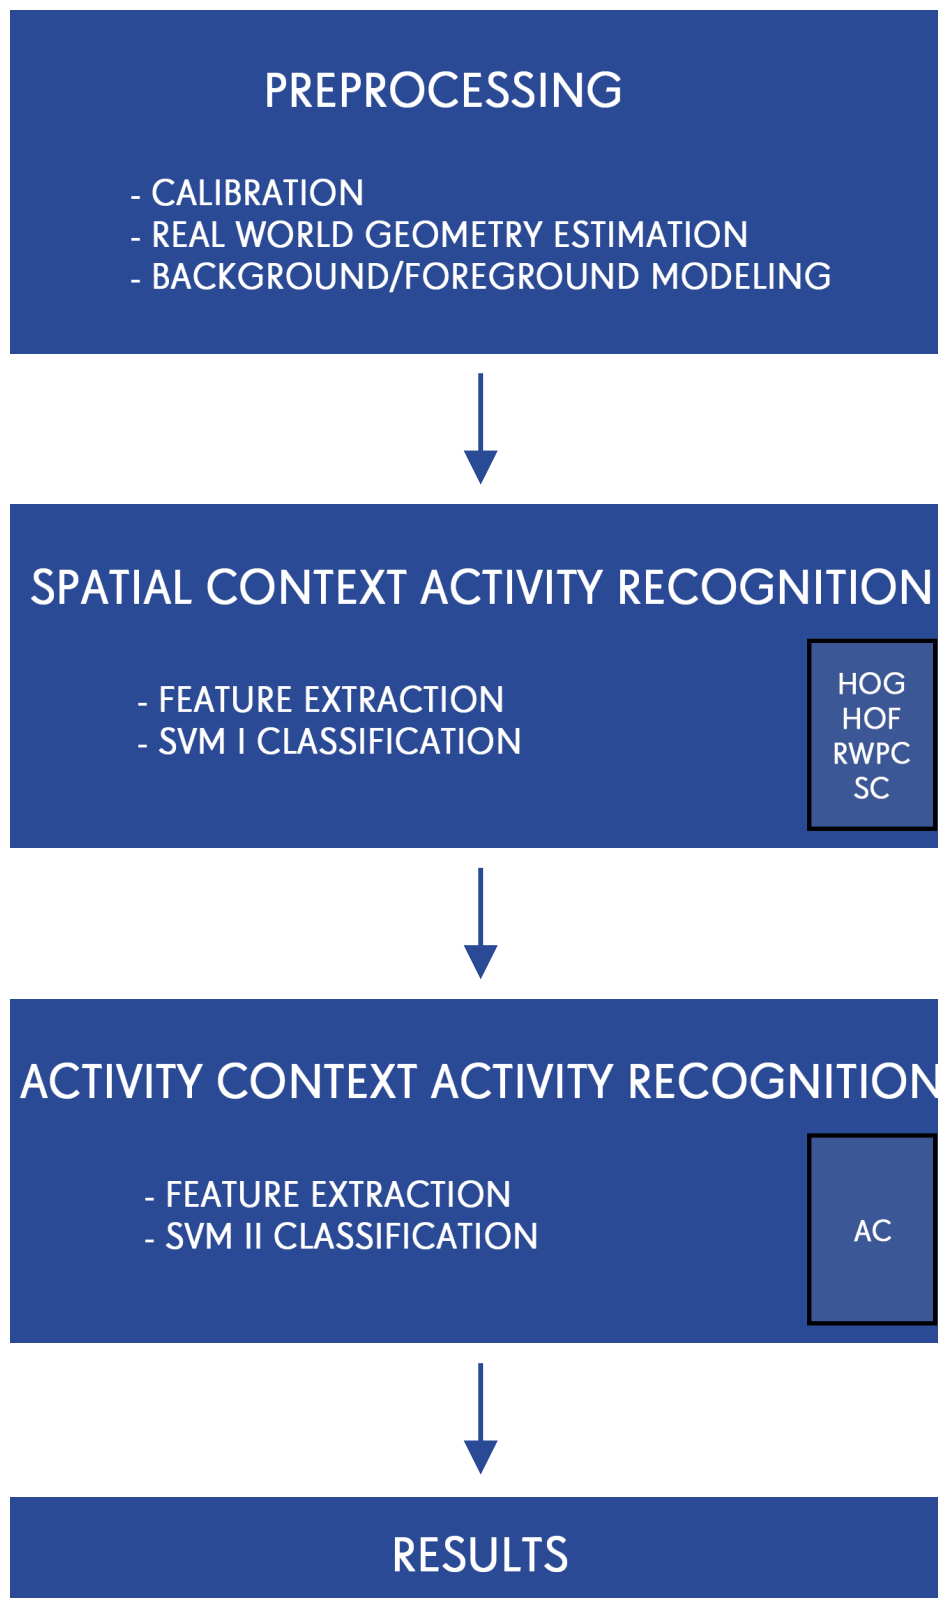 PREPROCESSING
- CALIBRATION
- REAL WORLD GEOMETRY ESTIMATION
- BACKGROUND/FOREGROUND MODELING
SPATIAL CONTEXT ACTIVITY RECOGNITION
- FEATURE EXTRACTION
- SVM I CLASSIFICATION
HOG
HOF
RWPC
SC
ACTIVITY CONTEXT ACTIVITY RECOGNITION
- FEATURE EXTRACTION
- SVM II CLASSIFICATION
AC
RESULTS